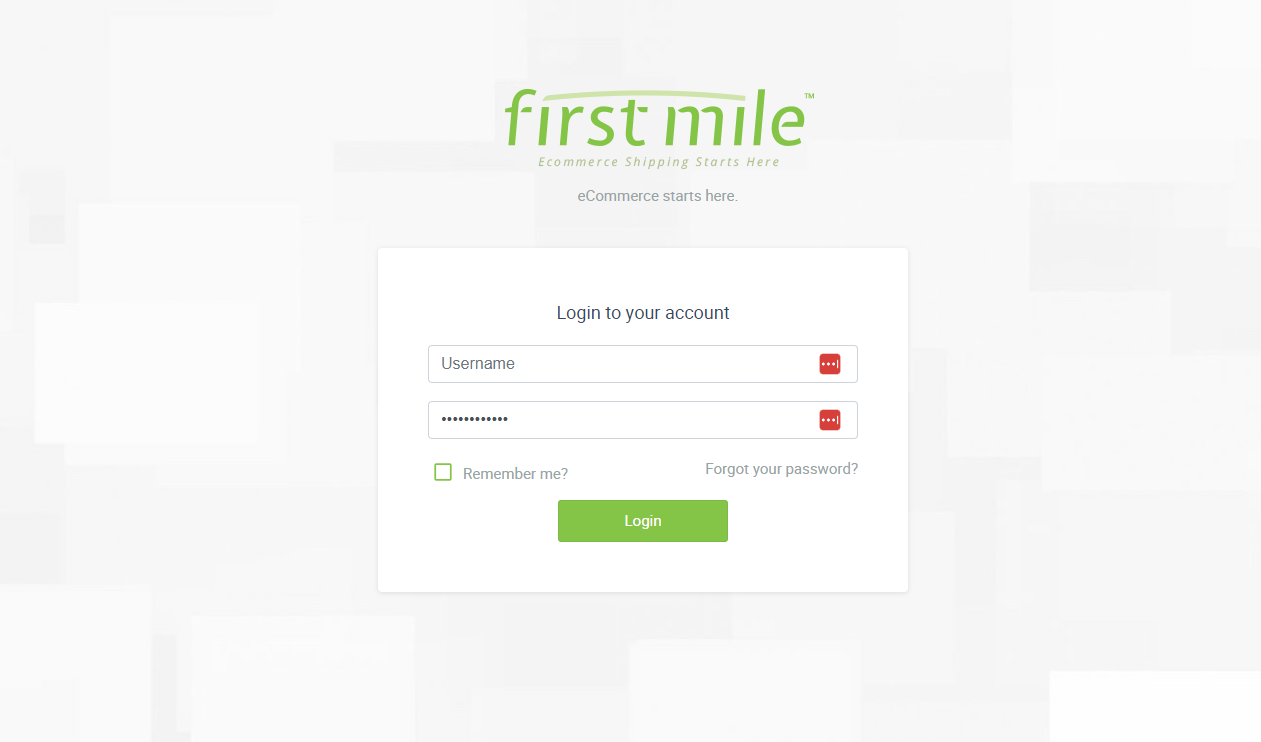 first mile™
Ecommerce Shipping Starts Here
eCommerce starts here.
Login to your account
Username
••••••••••••
Remember me?
Forgot your password?
Login